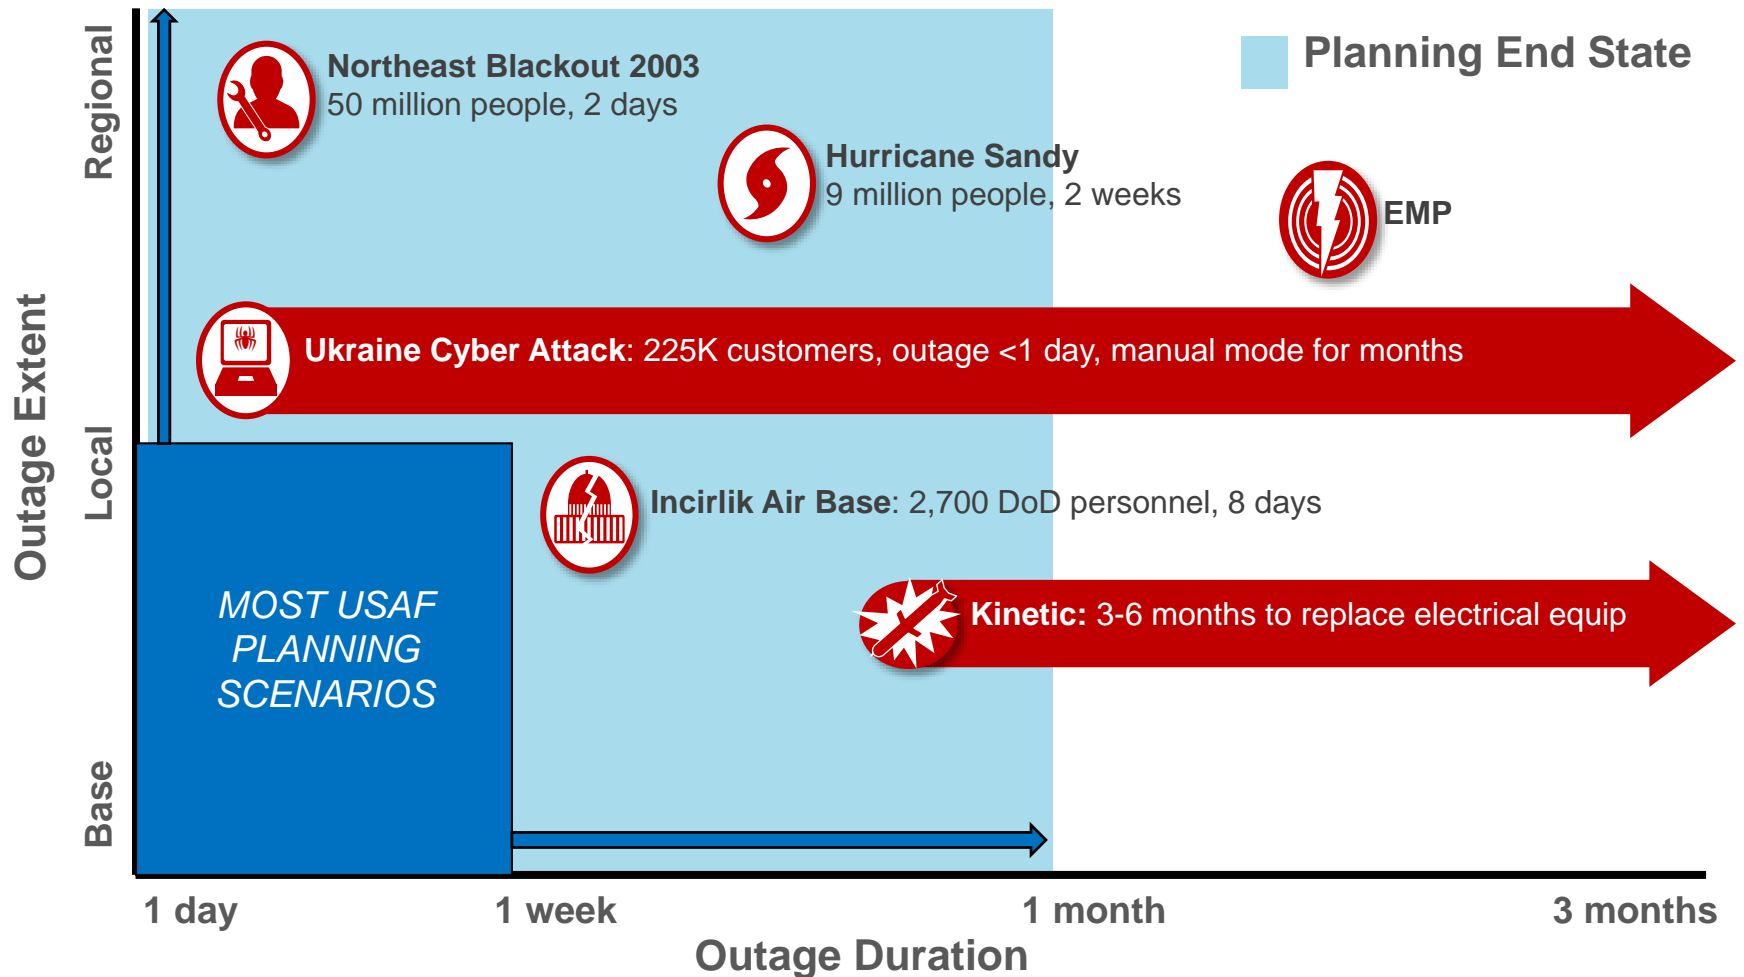 Planning End State
Northeast Blackout 2003
50 million people, 2 days
Hurricane Sandy
9 million people, 2 weeks
EMP
Ukraine Cyber Attack: 225K customers, outage <1 day, manual mode for months
Incirlik Air Base: 2,700 DoD personnel, 8 days
Kinetic: 3-6 months to replace electrical equip
MOST USAF
PLANNING
SCENARIOS
Outage Extent
Regional
Local
Base
1 day
1 week
1 month
3 months
Outage Duration